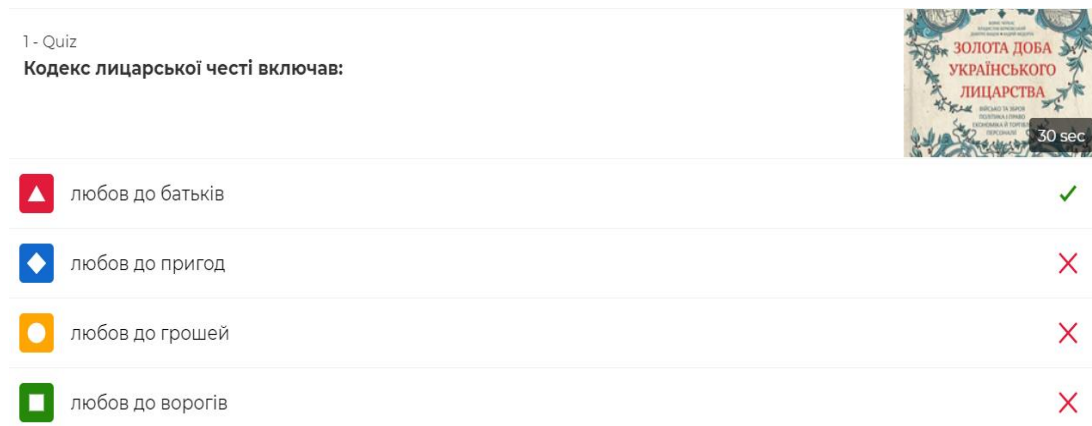 1 - Quiz
Кодекс лицарської честі включав:
ЗОЛОТА ДОБА
УКРАЇНСЬКОГО
ЛИЦАРСТВА
ВІЙСЬКО ТА ЗБРОЯ
ПОЛІТИКА І ПРАВО
ЕКОНОМІКА Й
ПЕРСОНАЛІЇ
30 sec
любов до батьків
любов до пригод
любов до грошей
любов до ворогів